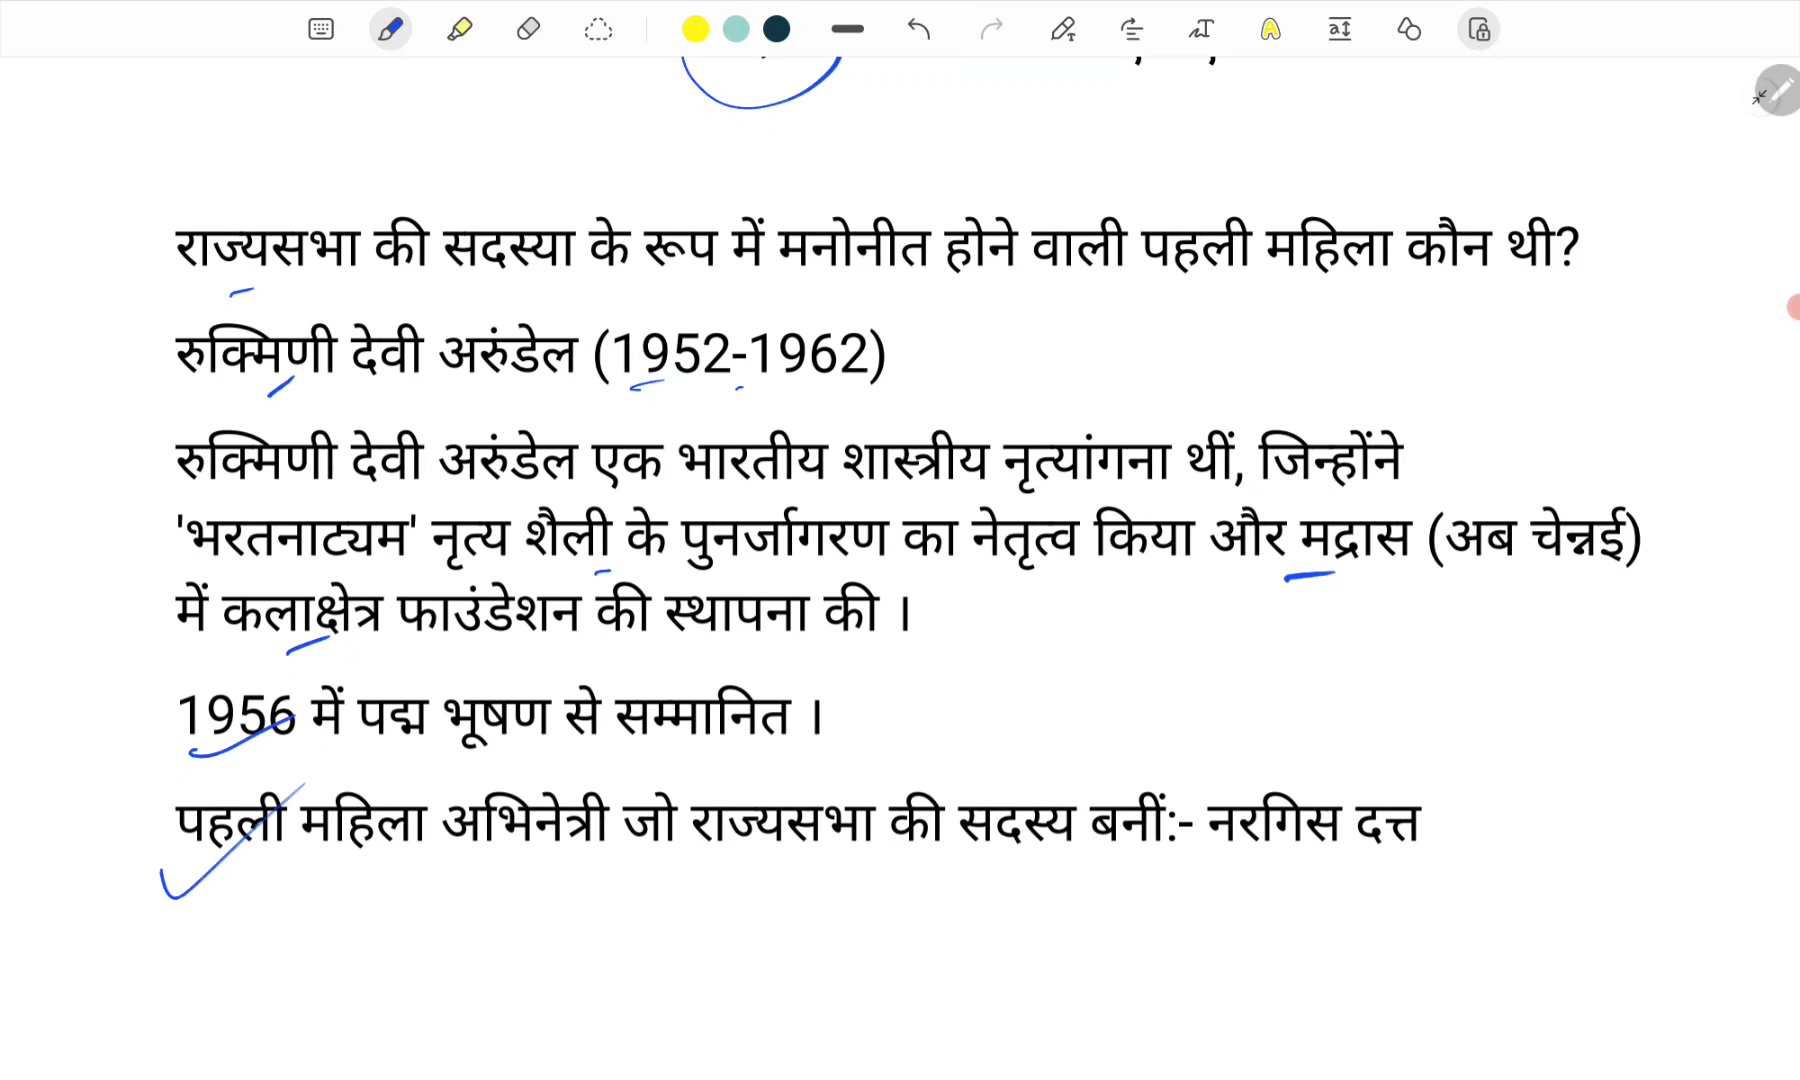 राज्यसभा की सदस्या के रूप में मनोनीत होने वाली पहली महिला कौन थी?
रुक्मिणी देवी अरुंडेल (1952-1962)
रुक्मिणी देवी अरुंडेल एक भारतीय शास्त्रीय नृत्यांगना थीं, जिन्होंने
'भरतनाट्यम' नृत्य शैली के पुनर्जागरण का नेतृत्व किया और मद्रास (अब चेन्नई)
में कलाक्षेत्र फाउंडेशन की स्थापना की ।
1956 में पद्म भूषण से सम्मानित ।
पहली महिला अभिनेत्री जो राज्यसभा की सदस्य बनीं:- नरगिस दत्त